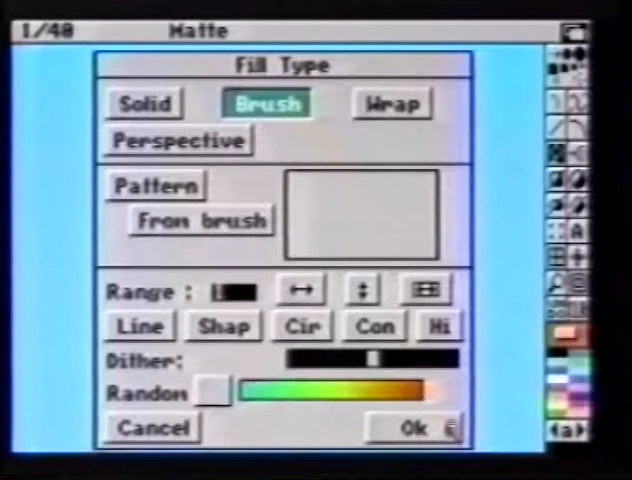 1/40 Matte
Fill Type
Solid Brush Wrap
Perspective
Pattern
From brush
Range :
Line Shap Cir Con Hi
Dither:
Random
Cancel Ok
A
a